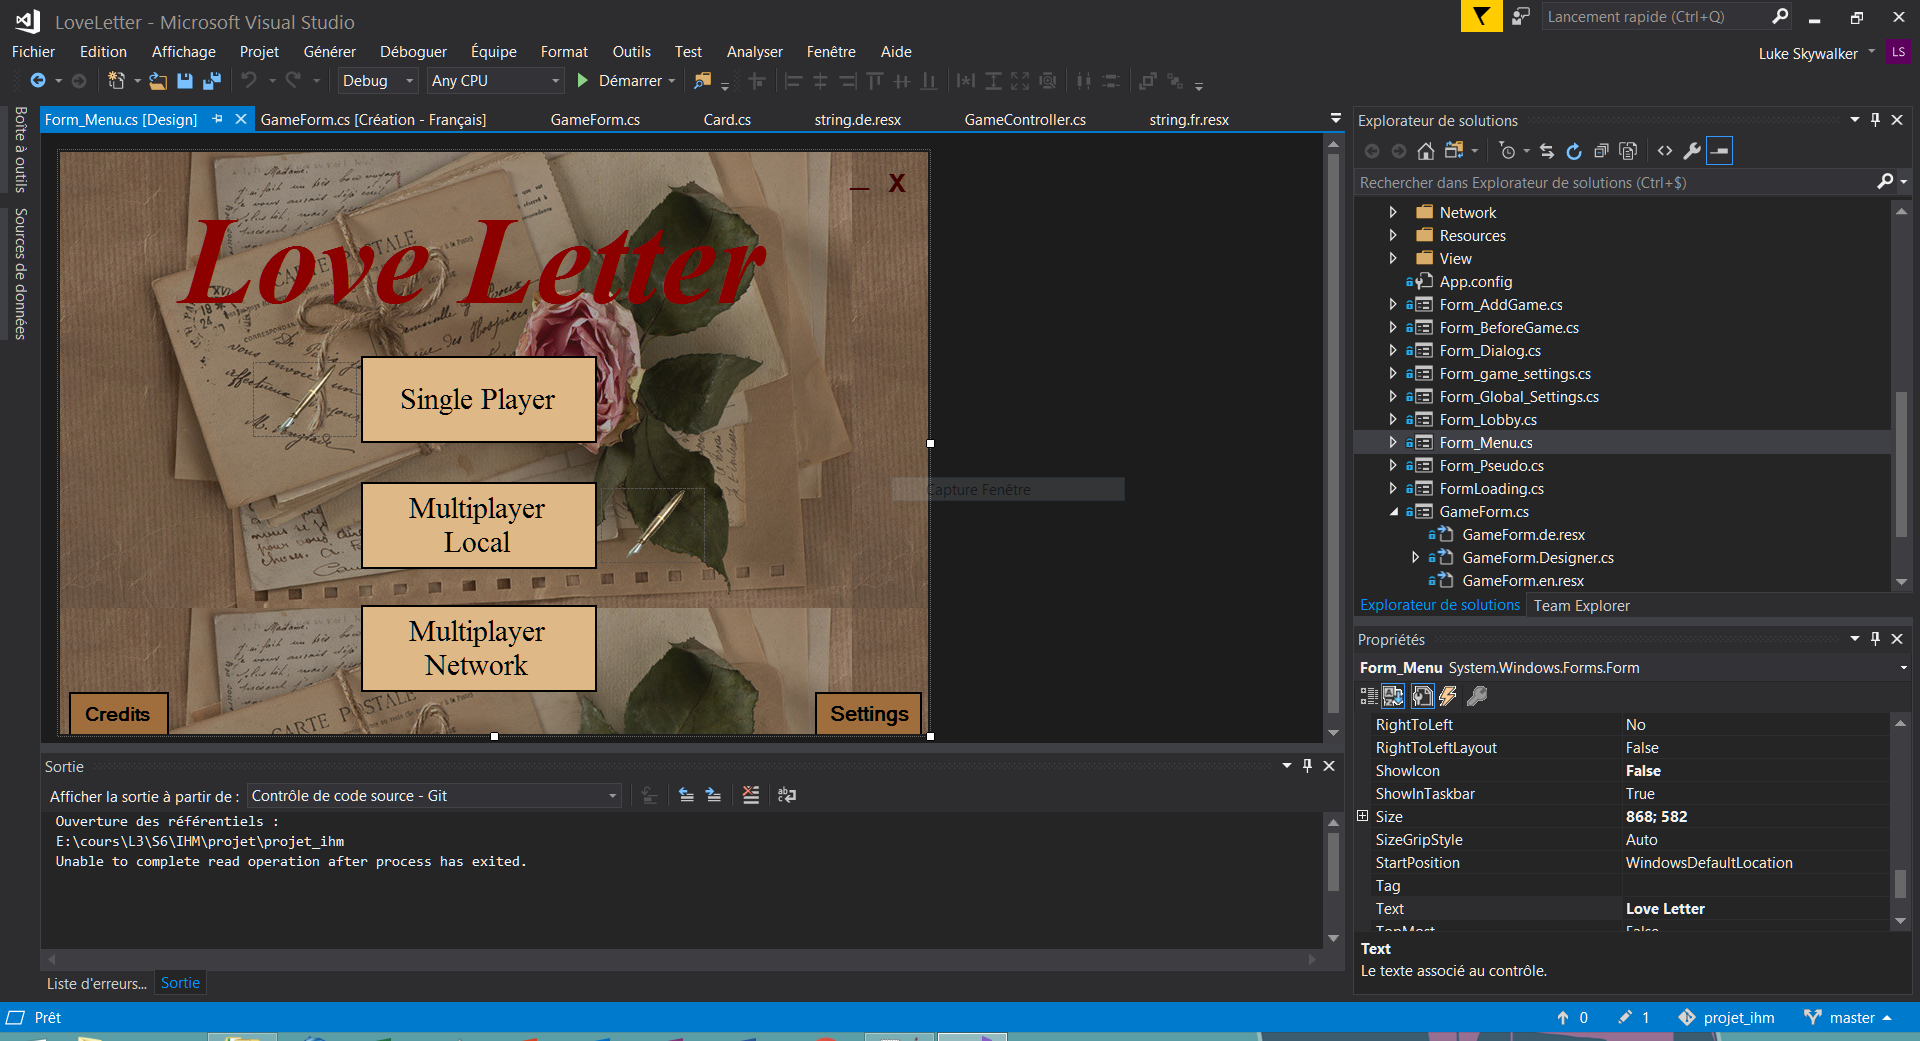 LoveLetter - Microsoft Visual Studio
Lancement rapide (Ctrl+Q)
Fichier Edition Affichage Projet Générer Déboguer Équipe Format Outils Test Analyser Fenêtre Aide
Luke Skywalker LS
Debug Any CPU Démarrer
Boîte à outils
Sources de données
Form_Menu.cs [Design] GameForm.cs [Création - Français] GameForm.cs Card.cs string.de.resx GameController.cs string.fr.resx
_ X
Love Letter
CARTE POSTALE
Single Player
Multiplayer
Local
Multiplayer
Network
Credits
Settings
Capture Fenêtre
Explorateur de solutions
Rechercher dans Explorateur de solutions (Ctrl+$)
Network
Resources
View
App.config
Form_AddGame.cs
Form_BeforeGame.cs
Form_Dialog.cs
Form_game_settings.cs
Form_Global_Settings.cs
Form_Lobby.cs
Form_Menu.cs
Form_Pseudo.cs
FormLoading.cs
GameForm.cs
GameForm.de.resx
GameForm.Designer.cs
GameForm.en.resx
Explorateur de solutions Team Explorer
Propriétés
Form_Menu System.Windows.Forms.Form
RightToLeft No
RightToLeftLayout False
ShowIcon False
ShowInTaskbar True
Size 868; 582
SizeGripStyle Auto
StartPosition WindowsDefaultLocation
Tag
Text Love Letter
TopMost False
Text
Le texte associé au contrôle.
Sortie
Afficher la sortie à partir de : Contrôle de code source - Git
Ouverture des référentiels :
E:\cours\L3\S6\IHM\projet\projet_ihm
Unable to complete read operation after process has exited.
Liste d'erreurs... Sortie
Prêt
0 1 projet_ihm master